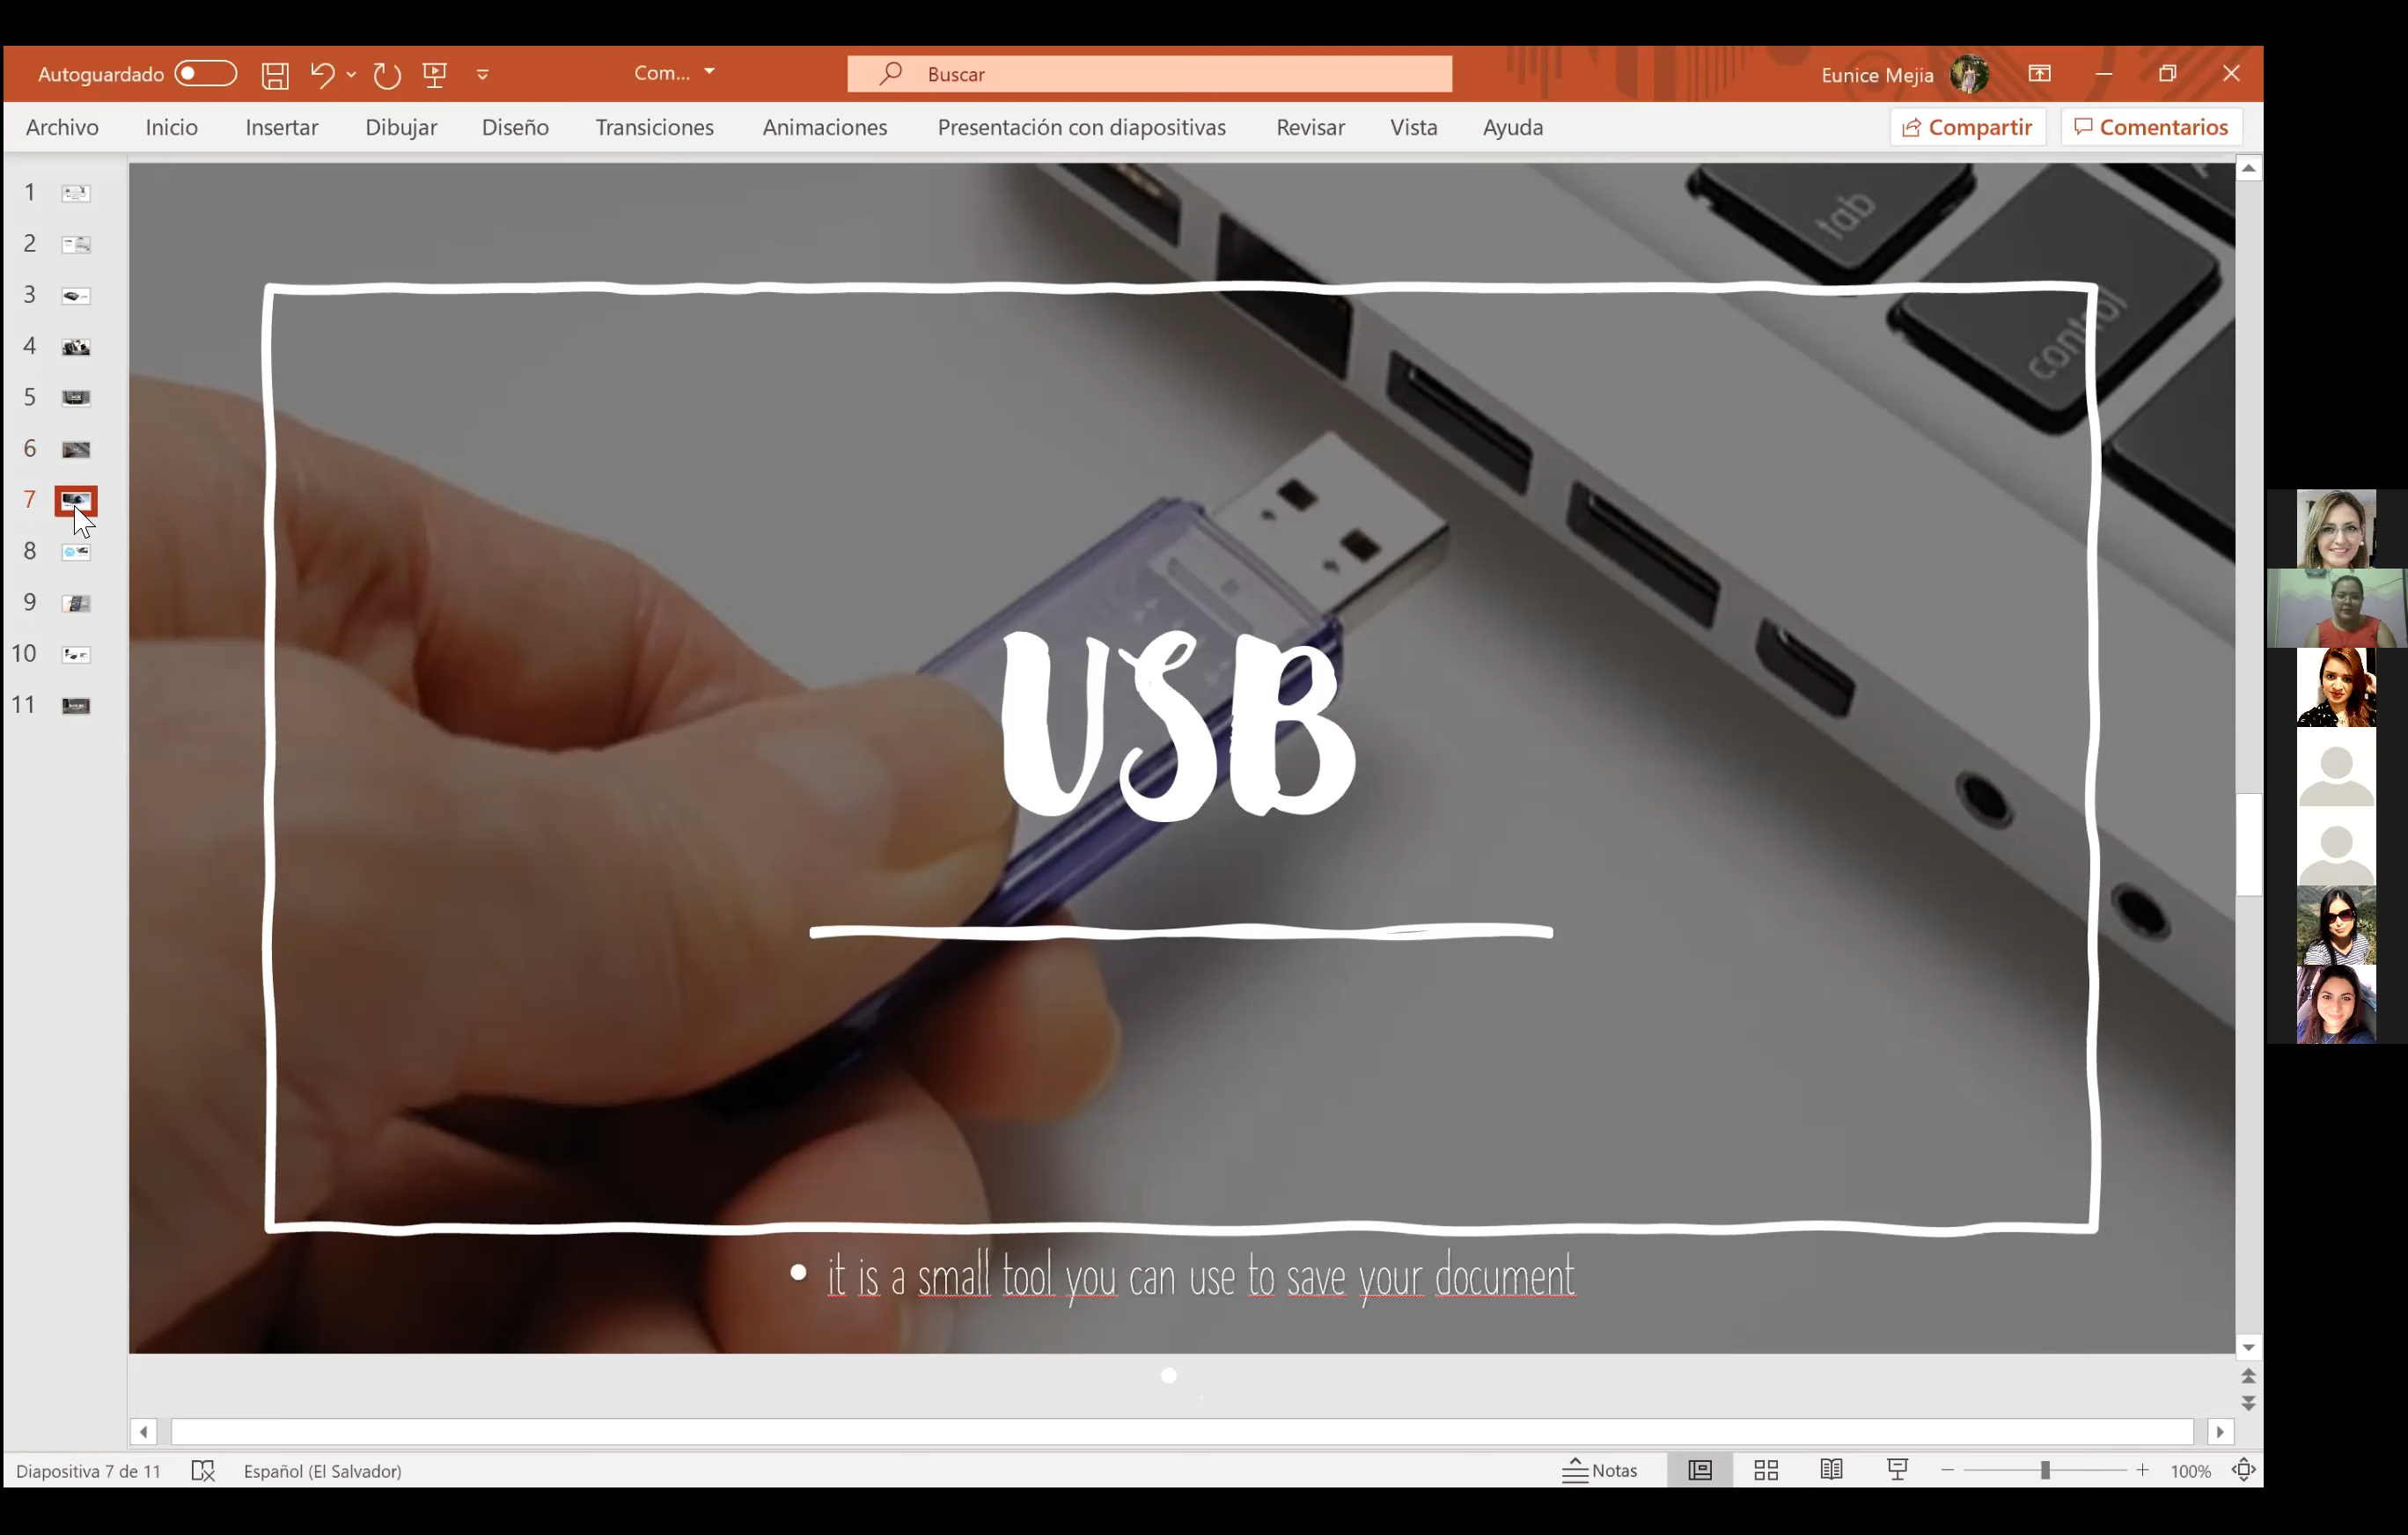 Autoguardado
Com...
Buscar
Eunice Mejia
Archivo Inicio Insertar Dibujar Diseño Transiciones Animaciones Presentación con diapositivas Revisar Vista Ayuda Compartir Comentarios
1
2
3
4
5
6
7
8
9
10
11
tab
control
USB
it is a small tool you can use to save your document
Diapositiva 7 de 11 Español (El Salvador) Notas 100%